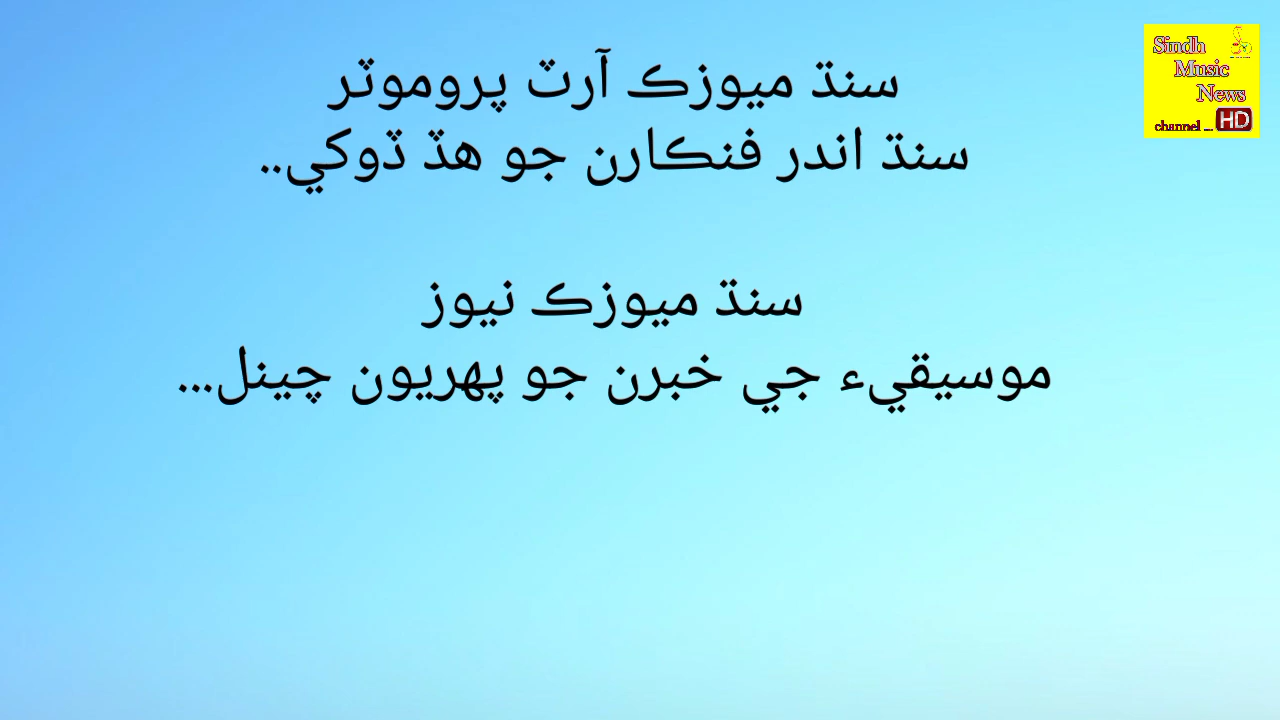 سنڌ ميوزڪ آرٽ پروموٽر
سنڌ اندر فنڪارن جو هڏ ڏوکي..
سنڌ ميوزڪ نيوز
موسيقيء جي خبرن جو پهريون چينل...
Sindh
Music
News
channel ... HD